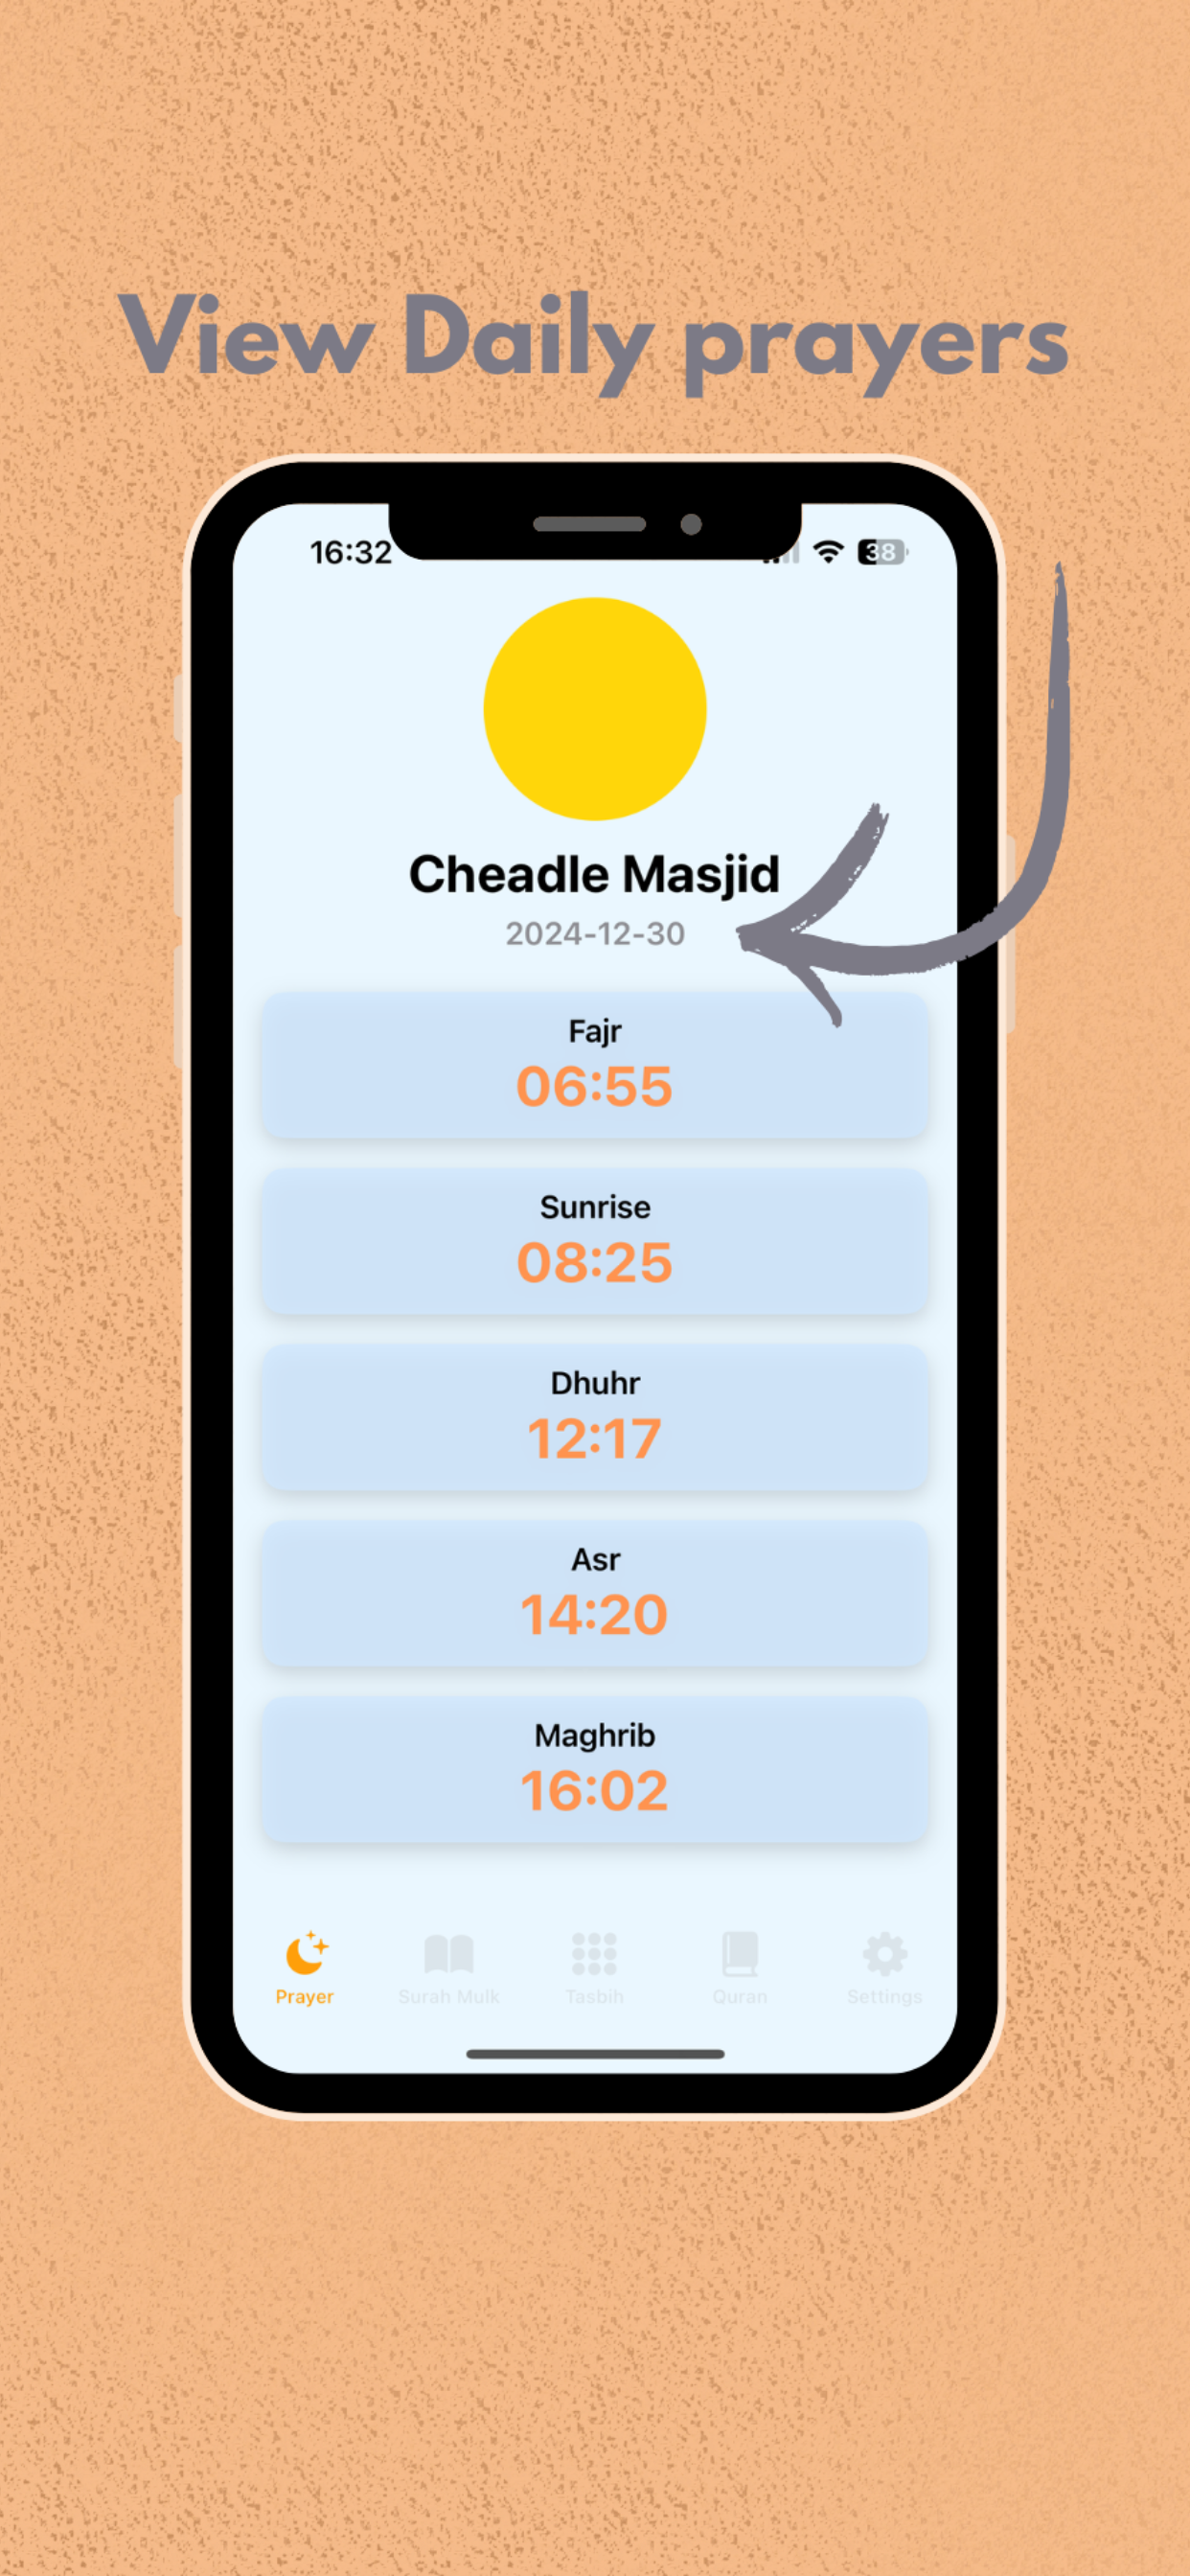 View Daily prayers
16:32
38
Cheadle Masjid
2024-12-30
Fajr
06:55
Sunrise
08:25
Dhuhr
12:17
Asr
14:20
Maghrib
16:02
Prayer Surah Mulk Tasbih Quran Settings